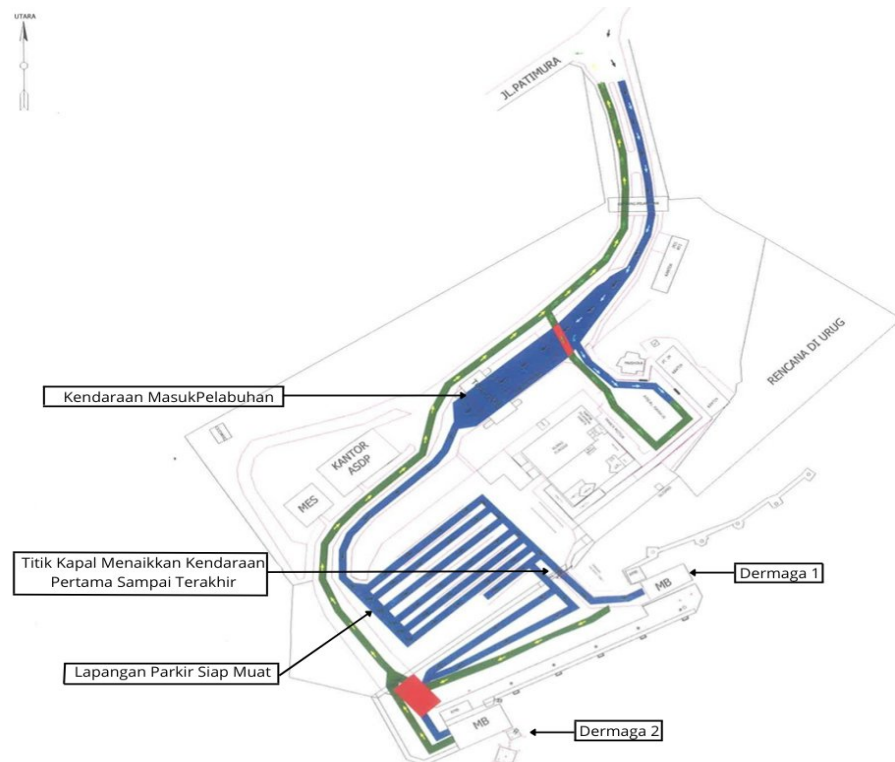 UTARA
JL.PATIMURA
RENCANA DI URUG
Kendaraan MasukPelabuhan
KANTOR
ASDP
MES
Titik Kapal Menaikkan Kendaraan
Pertama Sampai Terakhir
Dermaga 1
MB
Lapangan Parkir Siap Muat
MB
Dermaga 2